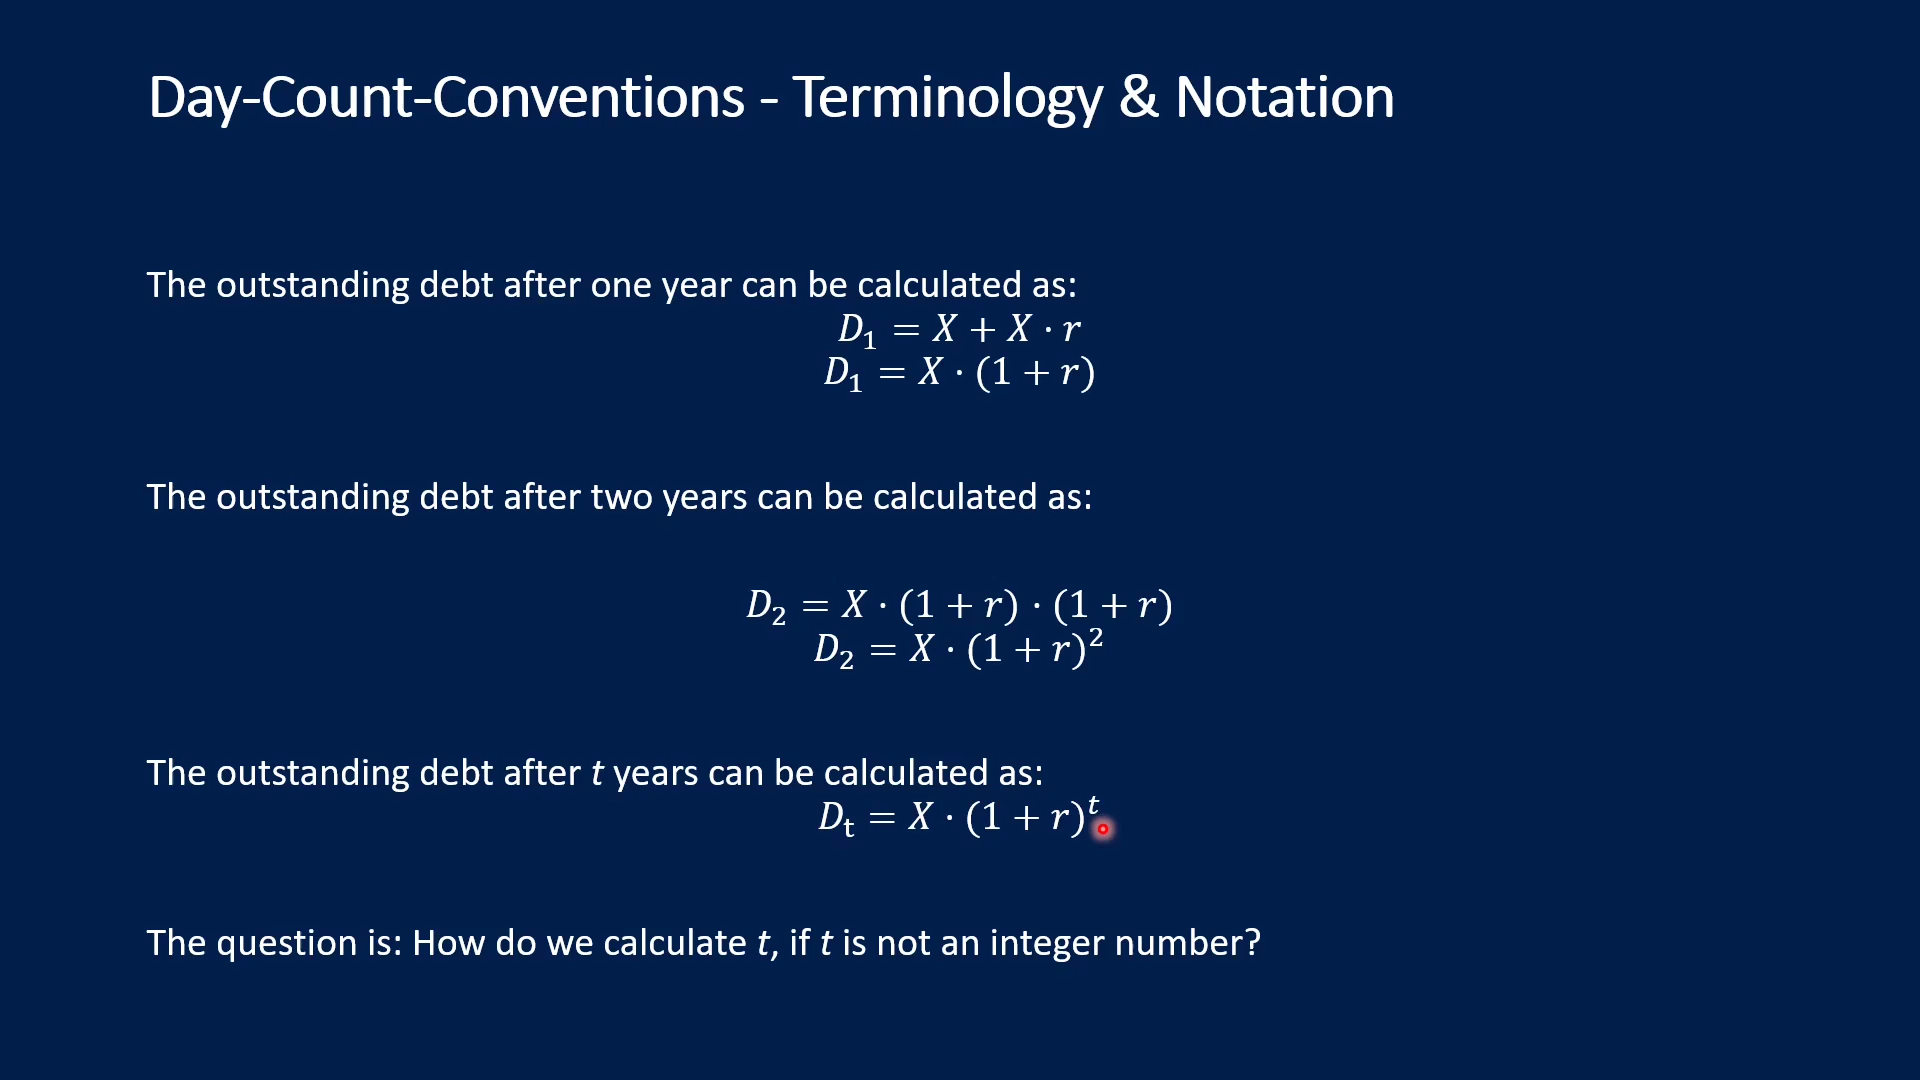 Day-Count-Conventions - Terminology & Notation
The outstanding debt after one year can be calculated as:
D₁ = X + X · r
D₁ = X · (1 + r)
The outstanding debt after two years can be calculated as:
D₂ = X · (1 + r) · (1 + r)
D₂ = X · (1 + r)²
The outstanding debt after t years can be calculated as:
Dₜ = X · (1 + r)ᵗ
The question is: How do we calculate t, if t is not an integer number?